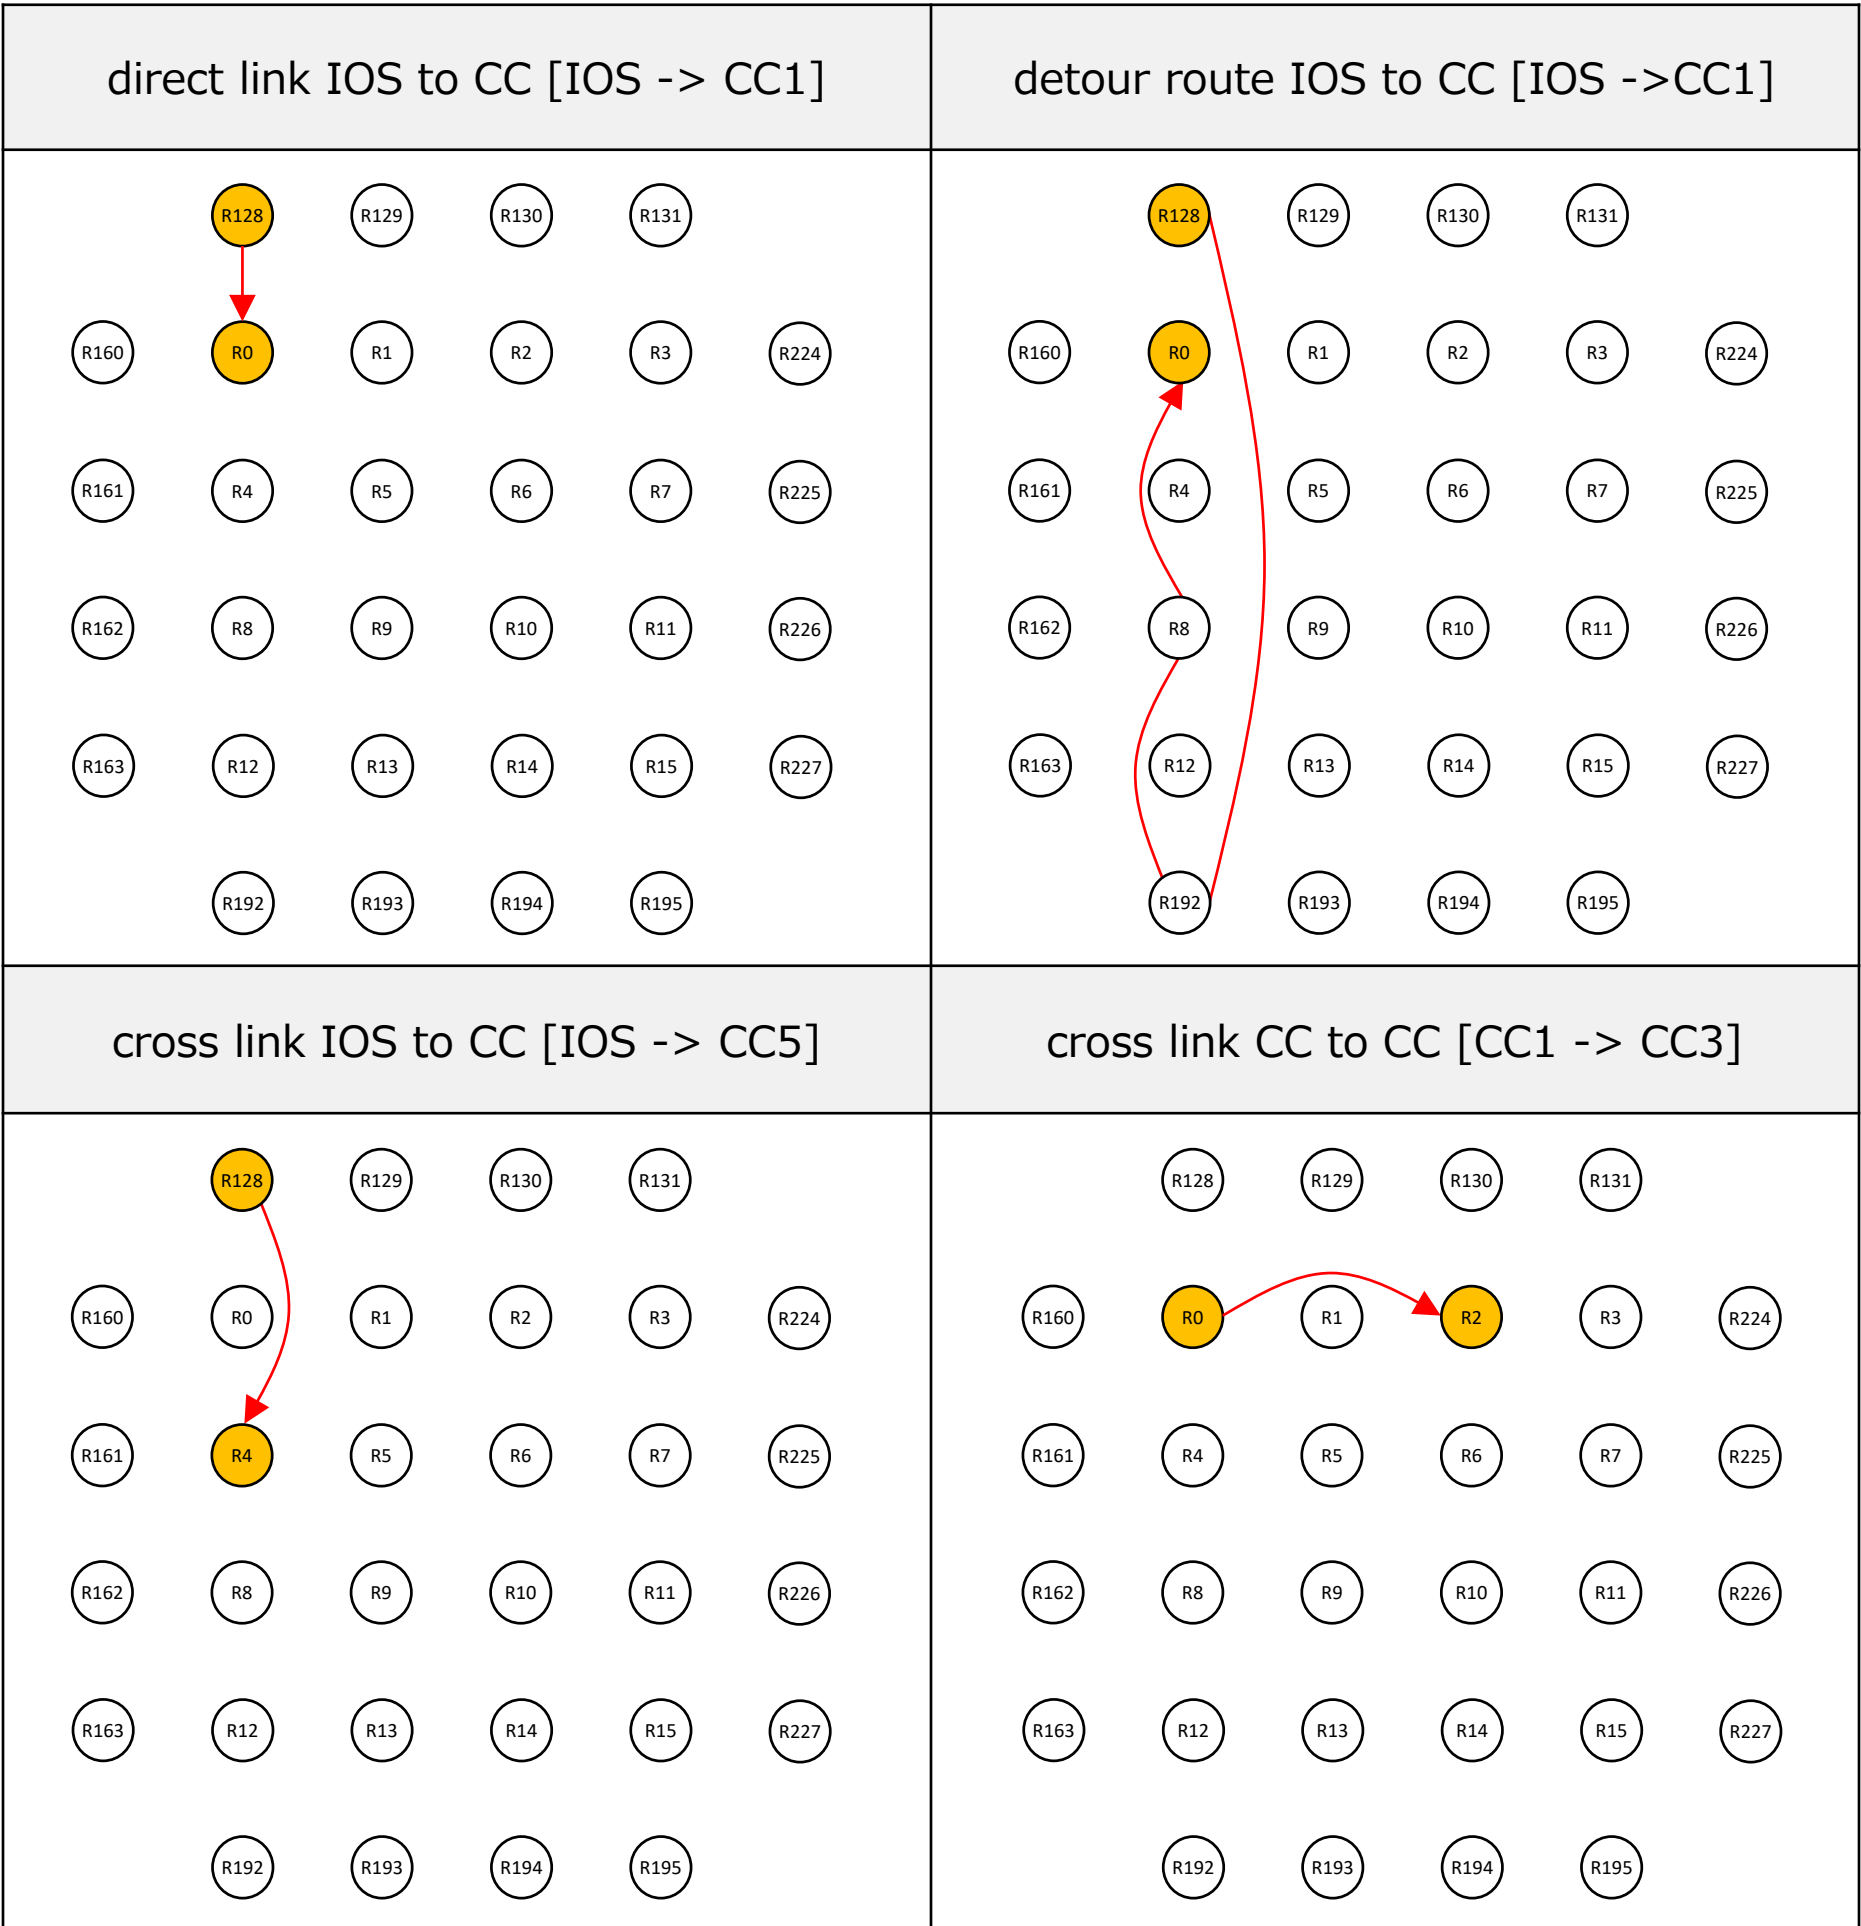 direct link IOS to CC [IOS -> CC1]
detour route IOS to CC [IOS ->CC1]
R128 R129 R130 R131
R160 R0 R1 R2 R3 R224
R161 R4 R5 R6 R7 R225
R162 R8 R9 R10 R11 R226
R163 R12 R13 R14 R15 R227
R192 R193 R194 R195
R128 R129 R130 R131
R160 R0 R1 R2 R3 R224
R161 R4 R5 R6 R7 R225
R162 R8 R9 R10 R11 R226
R163 R12 R13 R14 R15 R227
R192 R193 R194 R195
cross link IOS to CC [IOS -> CC5]
cross link CC to CC [CC1 -> CC3]
R128 R129 R130 R131
R160 R0 R1 R2 R3 R224
R161 R4 R5 R6 R7 R225
R162 R8 R9 R10 R11 R226
R163 R12 R13 R14 R15 R227
R192 R193 R194 R195
R128 R129 R130 R131
R160 R0 R1 R2 R3 R224
R161 R4 R5 R6 R7 R225
R162 R8 R9 R10 R11 R226
R163 R12 R13 R14 R15 R227
R192 R193 R194 R195